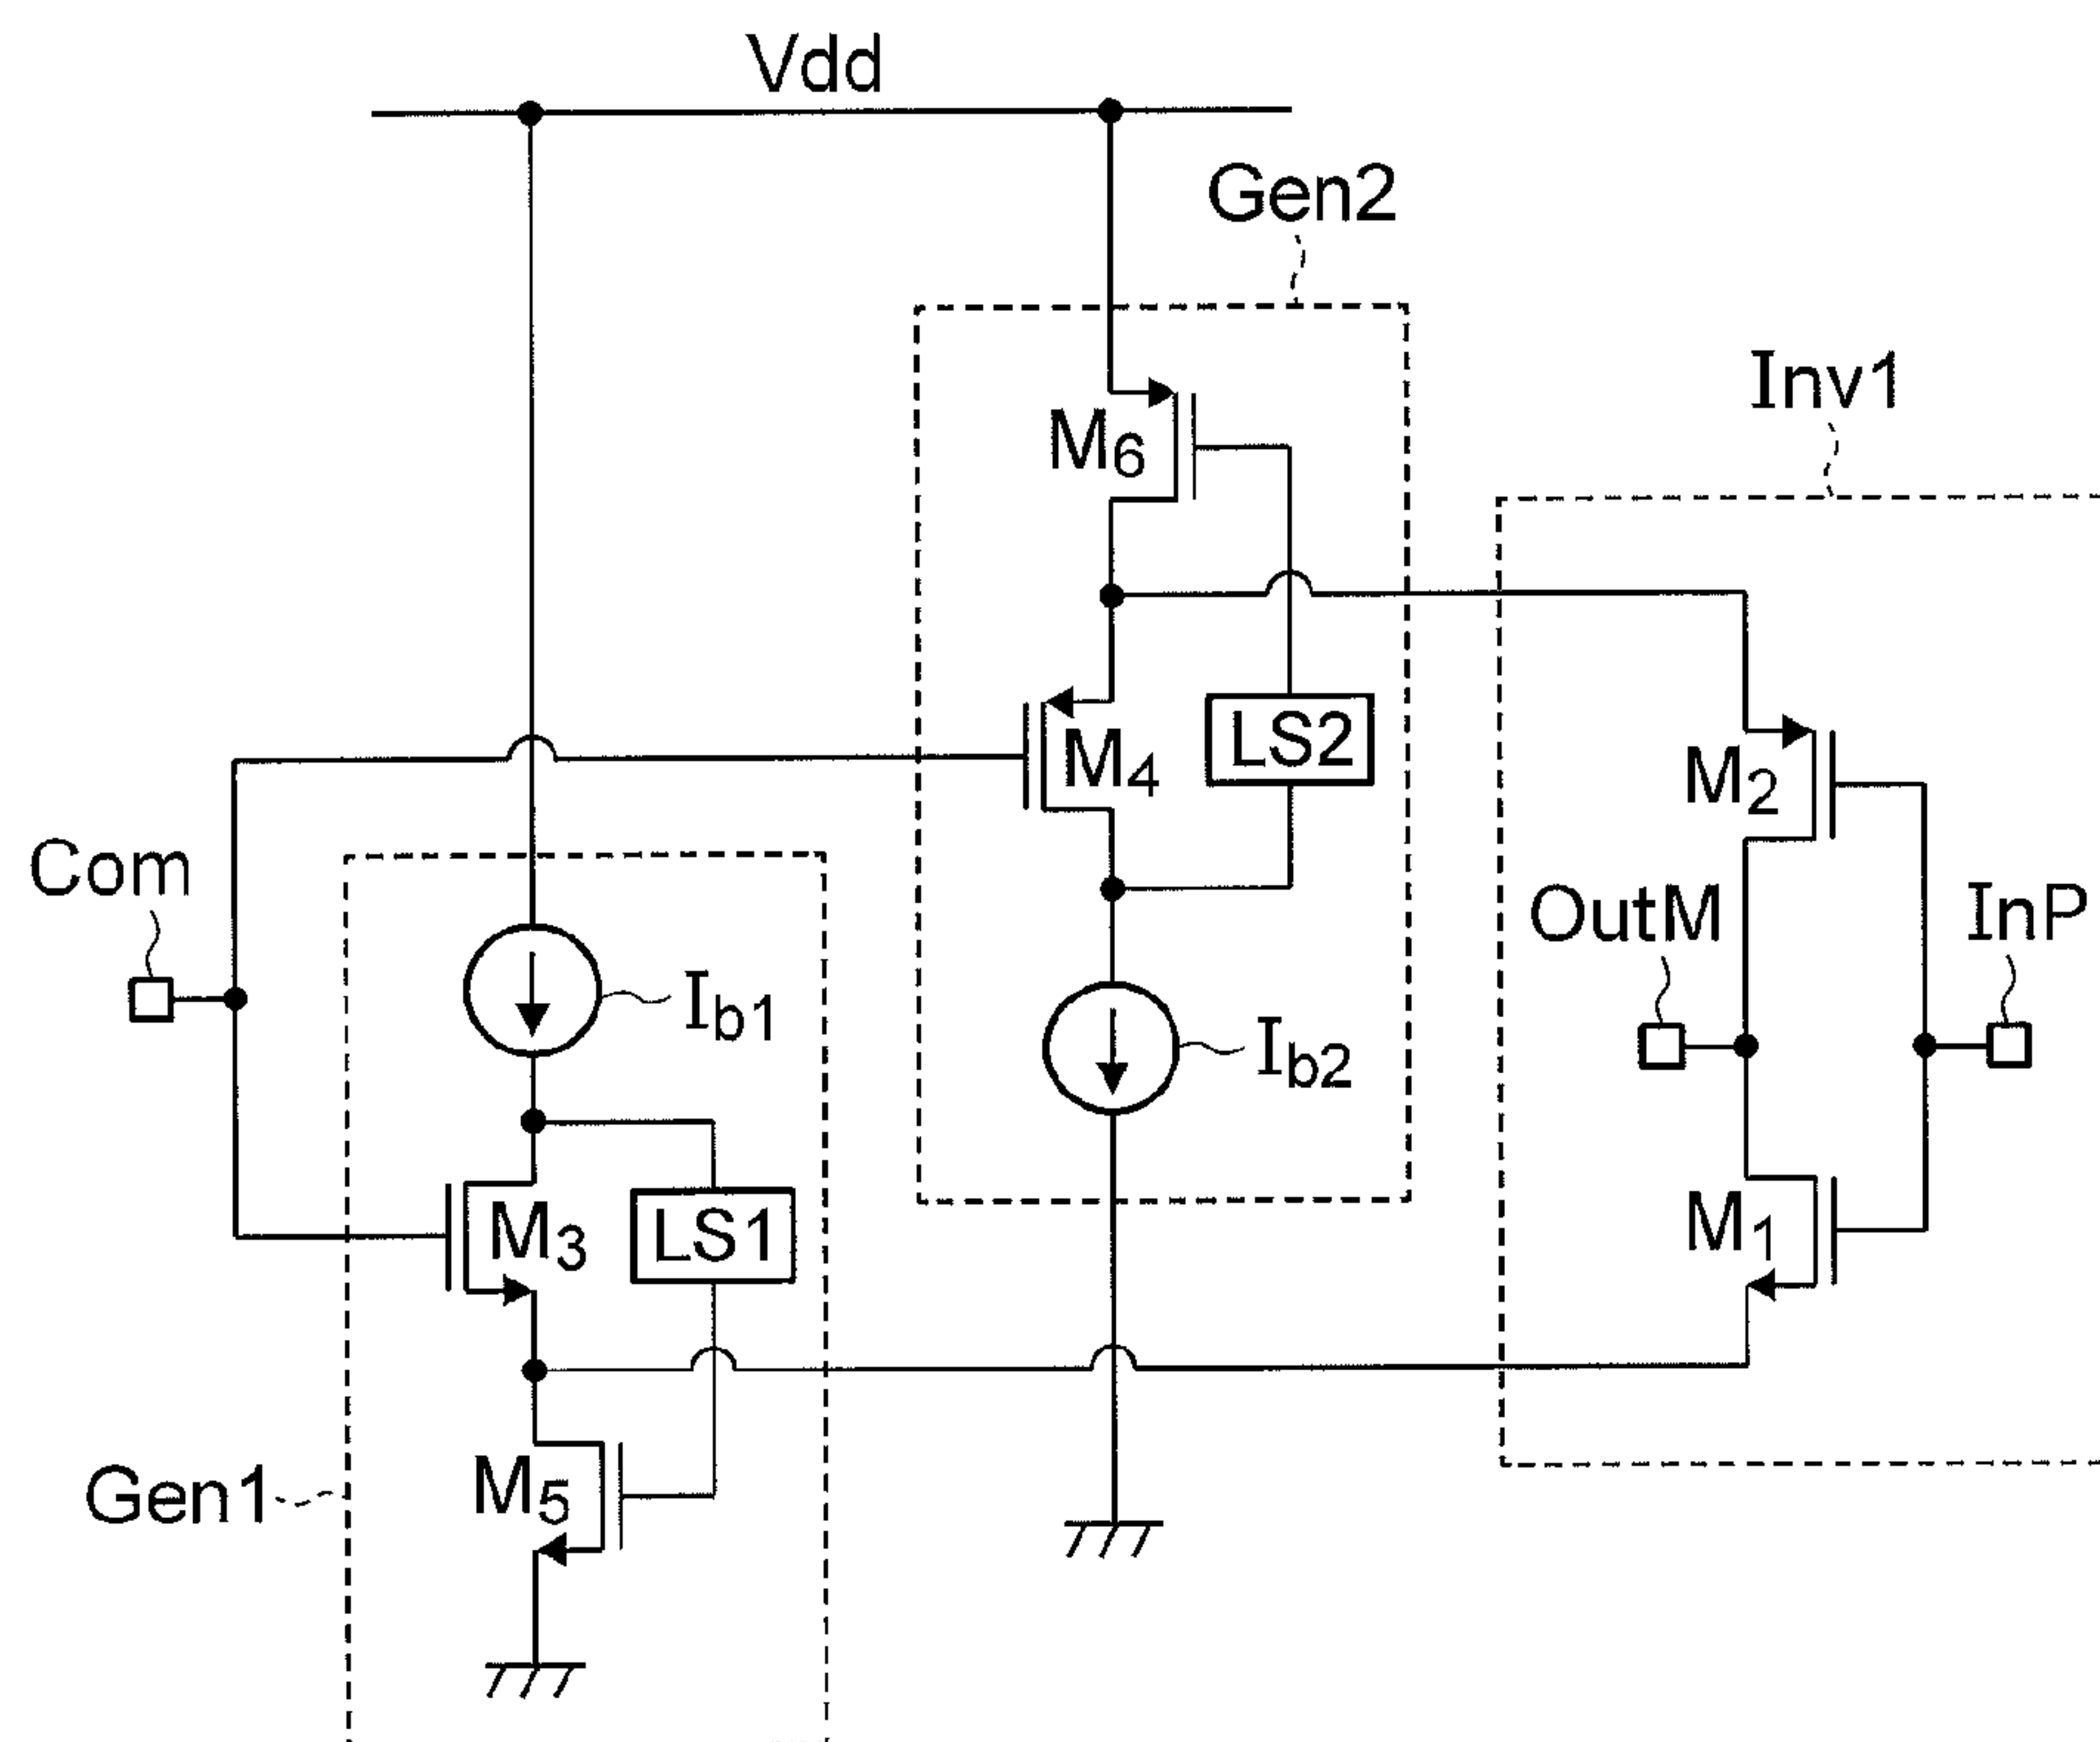 Vdd
Gen2
Inv1
M6
M4
LS2
M2
Com
OutM
InP
Ib1
Ib2
M3
LS1
M1
Gen1
M5